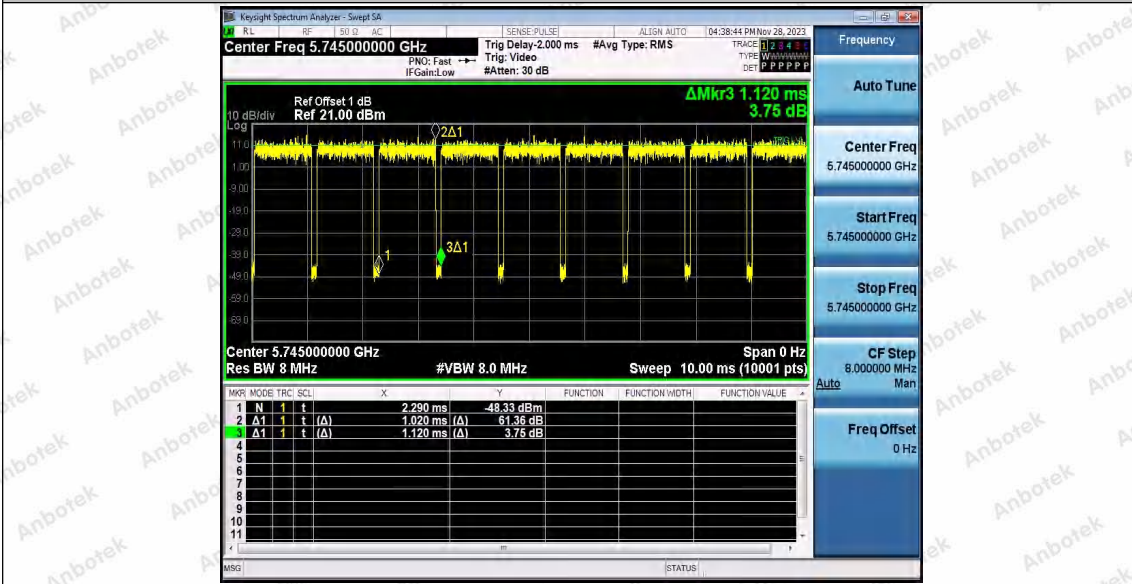 Keysight Spectrum Analyzer - Swept SA
RL RF 50 Ω AC SENSE:PULSE ALIGN AUTO 04:38:44 PM Nov 28, 2023
Center Freq 5.745000000 GHz
PNO: Fast
IFGain:Low
Trig Delay-2.000 ms
Trig: Video
#Atten: 30 dB
#Avg Type: RMS
TRACE 1 2 3 4 5 6
TYPE WWWWWW
DET P P P P P P
Ref Offset 1 dB
Ref 21.00 dBm
ΔMkr3 1.120 ms
3.75 dB
10 dB/div
Log
11.0
1.00
-9.00
-19.0
-29.0
-39.0
-49.0
-59.0
-69.0
2Δ1
1
3Δ1
Center 5.745000000 GHz Span 0 Hz
Res BW 8 MHz #VBW 8.0 MHz Sweep 10.00 ms (10001 pts)
MKR MODE TRC SCL X Y FUNCTION FUNCTION WIDTH FUNCTION VALUE
1 N 1 t 2.290 ms -48.33 dBm
2 Δ1 1 t (Δ) 1.020 ms (Δ) 61.36 dB
3 Δ1 1 t (Δ) 1.120 ms (Δ) 3.75 dB
4
5
6
7
8
9
10
11
MSG STATUS
Frequency
Auto Tune
Center Freq
5.745000000 GHz
Start Freq
5.745000000 GHz
Stop Freq
5.745000000 GHz
CF Step
8.000000 MHz
Auto Man
Freq Offset
0 Hz
Anbotek